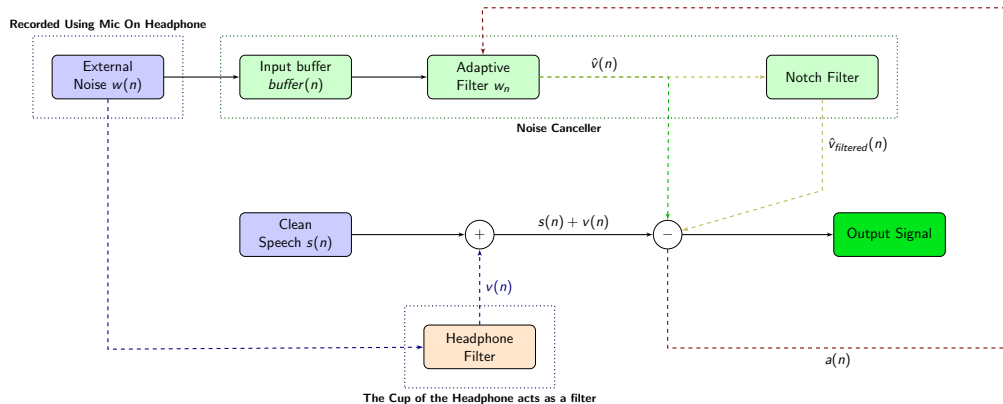 Recorded Using Mic On Headphone
External
Noise w(n)
Input buffer
buffer(n)
Adaptive
Filter wₙ
v̂(n)
Notch Filter
Noise Canceller
v̂filtered(n)
Clean
Speech s(n)
+
s(n) + v(n)
−
Output Signal
v(n)
Headphone
Filter
a(n)
The Cup of the Headphone acts as a filter